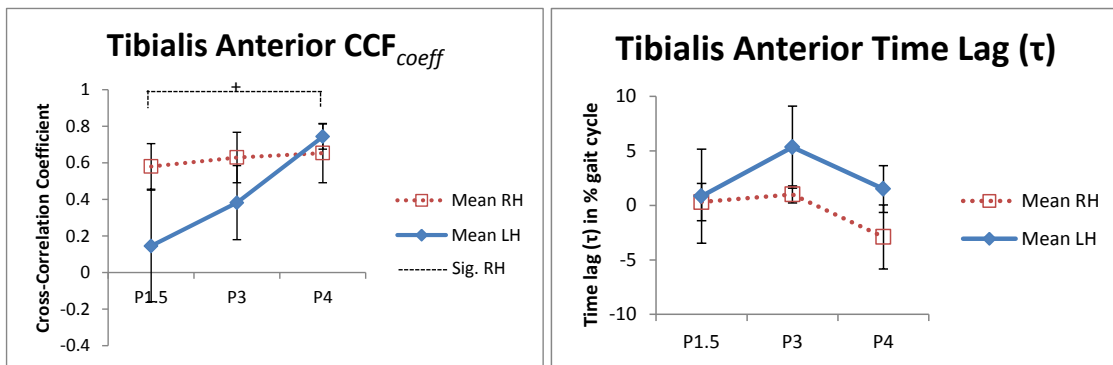 Tibialis Anterior CCFcoeff
Cross-Correlation Coefficient
1
0.8
0.6
0.4
0.2
0
-0.2
-0.4
+
P1.5 P3 P4
Mean RH
Mean LH
Sig. RH
Tibialis Anterior Time Lag (τ)
Time lag (τ) in % gait cycle
10
5
0
-5
-10
P1.5 P3 P4
Mean RH
Mean LH